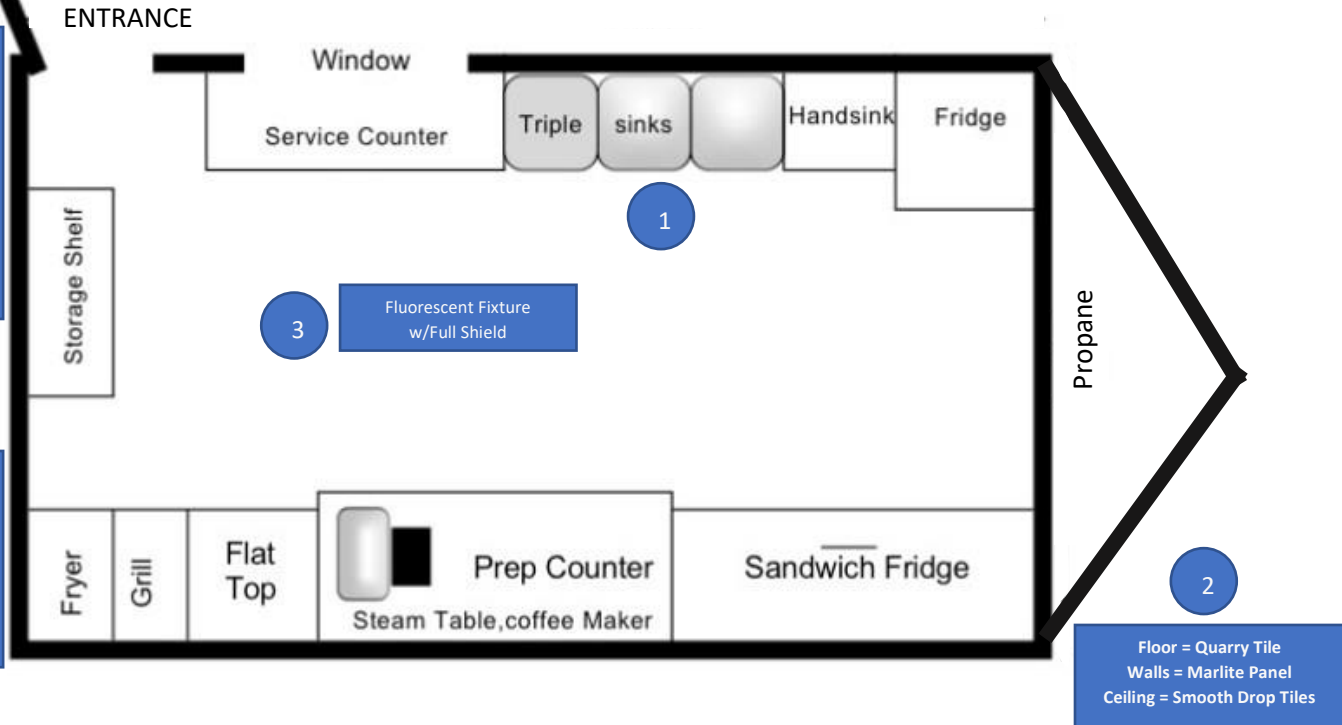 ENTRANCE
Window
Service Counter
Triple
sinks
Handsink
Fridge
1
Storage Shelf
3
Fluorescent Fixture
w/Full Shield
Propane
Fryer
Grill
Flat
Top
Prep Counter
Steam Table,coffee Maker
Sandwich Fridge
2
Floor = Quarry Tile
Walls = Marlite Panel
Ceiling = Smooth Drop Tiles